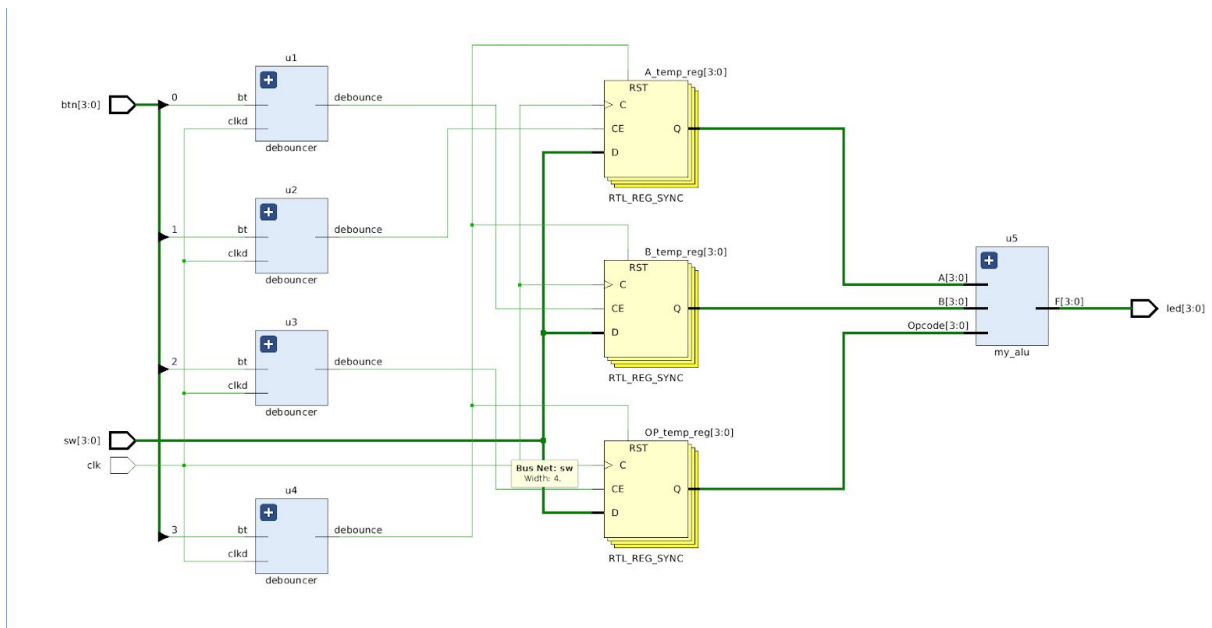 u1
btn[3:0]
0
bt
debounce
clkd
debouncer
u2
1
bt
debounce
clkd
debouncer
u3
2
bt
debounce
clkd
debouncer
sw[3:0]
clk
u4
3
bt
debounce
clkd
debouncer
A_temp_reg[3:0]
RST
C
CE
Q
D
RTL_REG_SYNC
B_temp_reg[3:0]
RST
C
CE
Q
D
RTL_REG_SYNC
OP_temp_reg[3:0]
RST
C
CE
Q
D
RTL_REG_SYNC
Bus Net: sw
Width: 4.
u5
A[3:0]
B[3:0]
F[3:0]
Opcode[3:0]
my_alu
led[3:0]